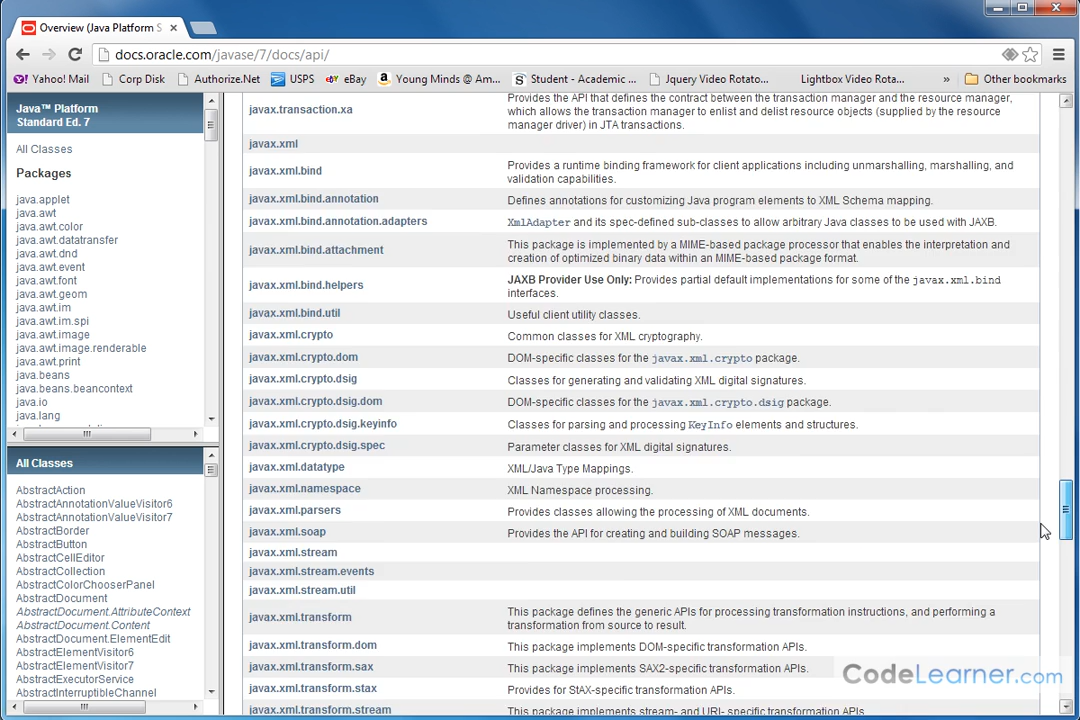 Overview (Java Platform S
docs.oracle.com/javase/7/docs/api/
Yahoo! Mail
Corp Disk
Authorize.Net
USPS
eBay
Young Minds @ Am...
Student - Academic ...
Jquery Video Rotato...
Lightbox Video Rota...
»
Other bookmarks
Java™ Platform
Standard Ed. 7
All Classes
Packages
java.applet
java.awt
java.awt.color
java.awt.datatransfer
java.awt.dnd
java.awt.event
java.awt.font
java.awt.geom
java.awt.im
java.awt.im.spi
java.awt.image
java.awt.image.renderable
java.awt.print
java.beans
java.beans.beancontext
java.io
java.lang
All Classes
AbstractAction
AbstractAnnotationValueVisitor6
AbstractAnnotationValueVisitor7
AbstractBorder
AbstractButton
AbstractCellEditor
AbstractCollection
AbstractColorChooserPanel
AbstractDocument
AbstractDocument.AttributeContext
AbstractDocument.Content
AbstractDocument.ElementEdit
AbstractElementVisitor6
AbstractElementVisitor7
AbstractExecutorService
AbstractInterruptibleChannel
javax.transaction.xa
Provides the API that defines the contract between the transaction manager and the resource manager,
which allows the transaction manager to enlist and delist resource objects (supplied by the resource
manager driver) in JTA transactions.
javax.xml
javax.xml.bind
Provides a runtime binding framework for client applications including unmarshalling, marshalling, and
validation capabilities.
javax.xml.bind.annotation
Defines annotations for customizing Java program elements to XML Schema mapping.
javax.xml.bind.annotation.adapters
XmlAdapter and its spec-defined sub-classes to allow arbitrary Java classes to be used with JAXB.
javax.xml.bind.attachment
This package is implemented by a MIME-based package processor that enables the interpretation and
creation of optimized binary data within an MIME-based package format.
javax.xml.bind.helpers
JAXB Provider Use Only: Provides partial default implementations for some of the javax.xml.bind
interfaces.
javax.xml.bind.util
Useful client utility classes.
javax.xml.crypto
Common classes for XML cryptography.
javax.xml.crypto.dom
DOM-specific classes for the javax.xml.crypto package.
javax.xml.crypto.dsig
Classes for generating and validating XML digital signatures.
javax.xml.crypto.dsig.dom
DOM-specific classes for the javax.xml.crypto.dsig package.
javax.xml.crypto.dsig.keyinfo
Classes for parsing and processing KeyInfo elements and structures.
javax.xml.crypto.dsig.spec
Parameter classes for XML digital signatures.
javax.xml.datatype
XML/Java Type Mappings.
javax.xml.namespace
XML Namespace processing.
javax.xml.parsers
Provides classes allowing the processing of XML documents.
javax.xml.soap
Provides the API for creating and building SOAP messages.
javax.xml.stream
javax.xml.stream.events
javax.xml.stream.util
javax.xml.transform
This package defines the generic APIs for processing transformation instructions, and performing a
transformation from source to result.
javax.xml.transform.dom
This package implements DOM-specific transformation APIs.
javax.xml.transform.sax
This package implements SAX2-specific transformation APIs.
javax.xml.transform.stax
Provides for StAX-specific transformation APIs.
javax.xml.transform.stream
This package implements stream- and URI- specific transformation APIs.
CodeLearner.com